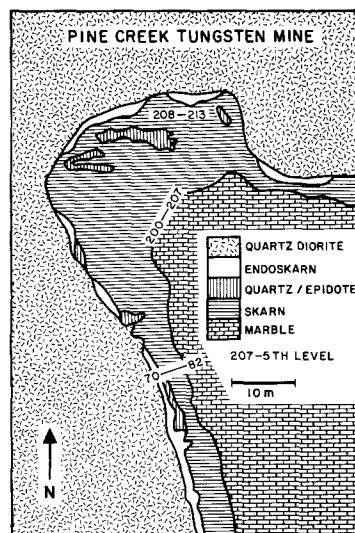 PINE CREEK TUNGSTEN MINE
208-213
200-207
QUARTZ DIORITE
ENDOSKARN
QUARTZ/EPIDOTE
SKARN
MARBLE
207-5TH LEVEL
10 m
70-82
N